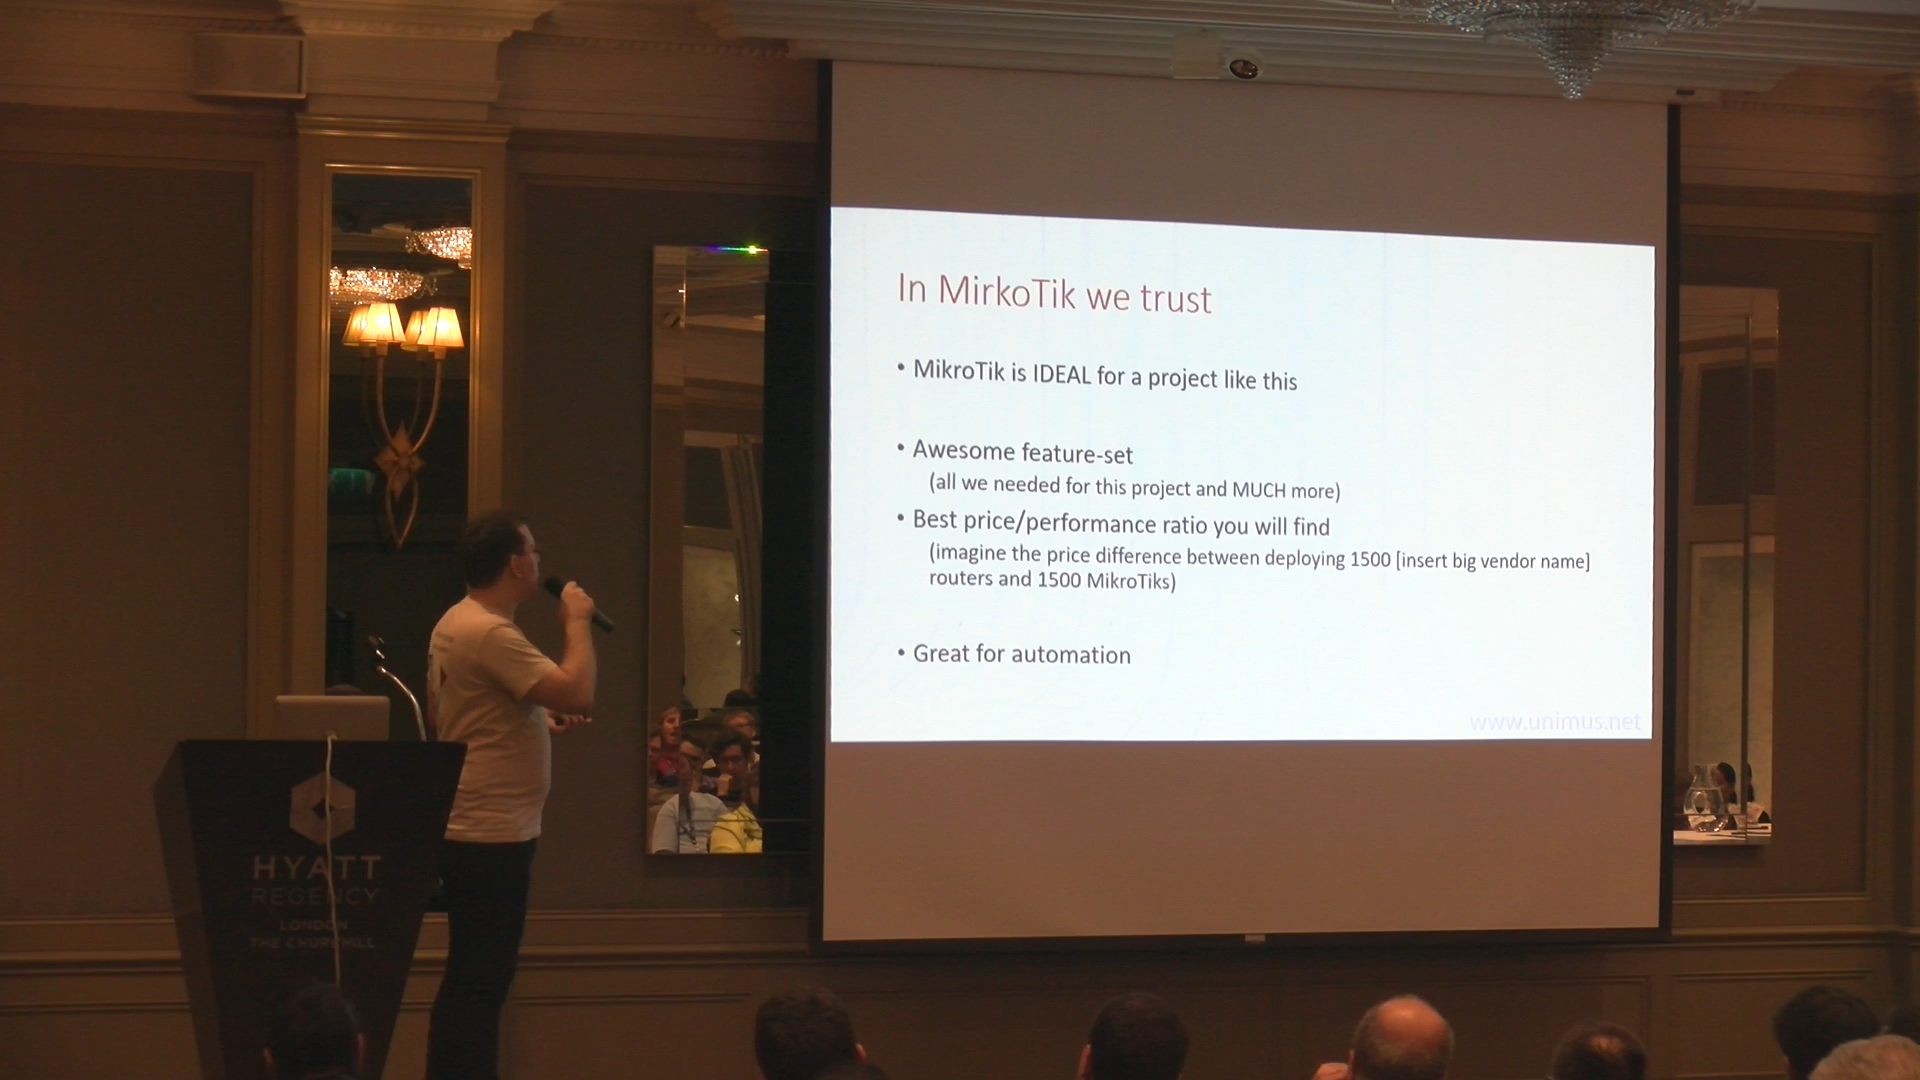 In MirkoTik we trust
• MikroTik is IDEAL for a project like this
• Awesome feature-set
(all we needed for this project and MUCH more)
• Best price/performance ratio you will find
(imagine the price difference between deploying 1500 [insert big vendor name]
routers and 1500 MikroTiks)
• Great for automation
www.unimus.net
HYATT
REGENCY
LONDON
THE CHURCHILL